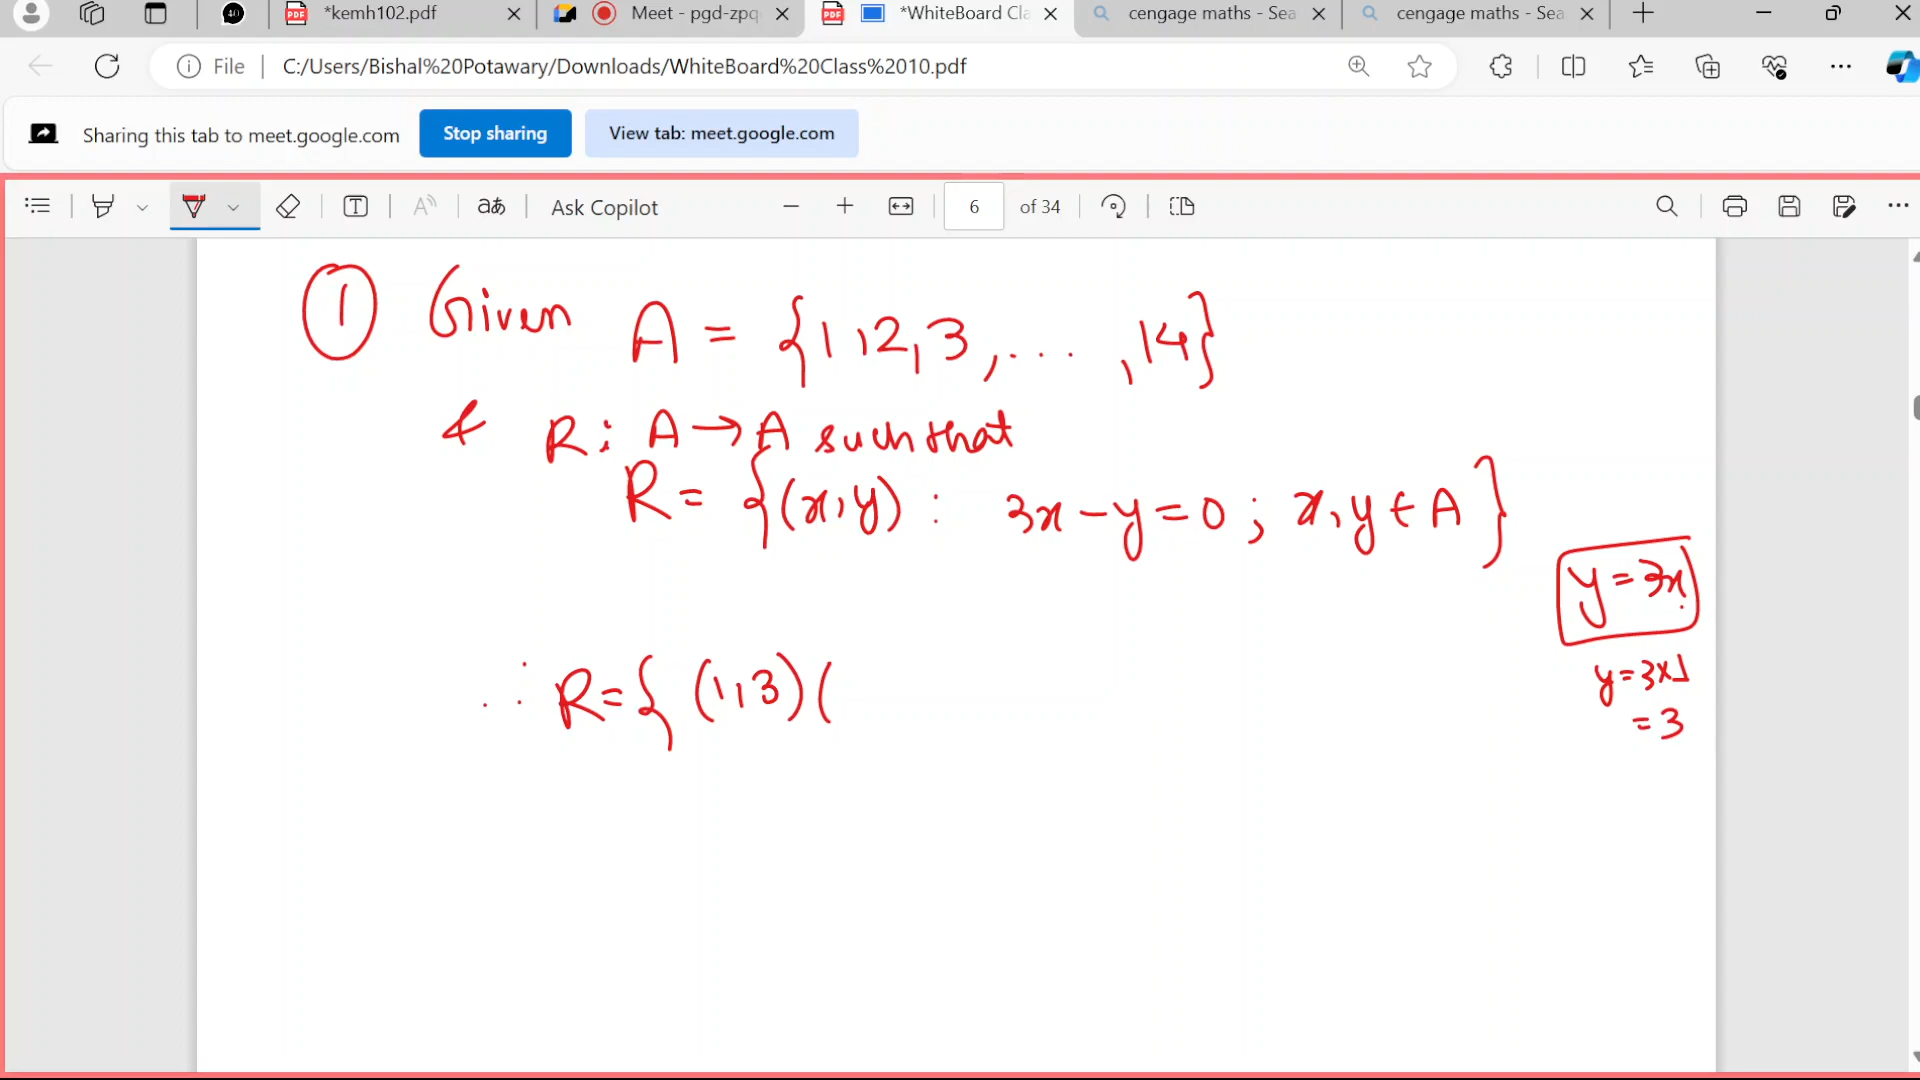 40 *kemh102.pdf Meet - pgd-zpq *WhiteBoard Cla cengage maths - Sea cengage maths - Sea
File C:/Users/Bishal%20Potawary/Downloads/WhiteBoard%20Class%2010.pdf
Sharing this tab to meet.google.com Stop sharing View tab: meet.google.com
Ask Copilot 6 of 34
① Given A = {1,2,3,...,14}
& R: A→A such that
R = {(x,y) : 3x-y=0; x,y∈A}
y=3x
y=3×1
=3
∴ R={ (1,3)(